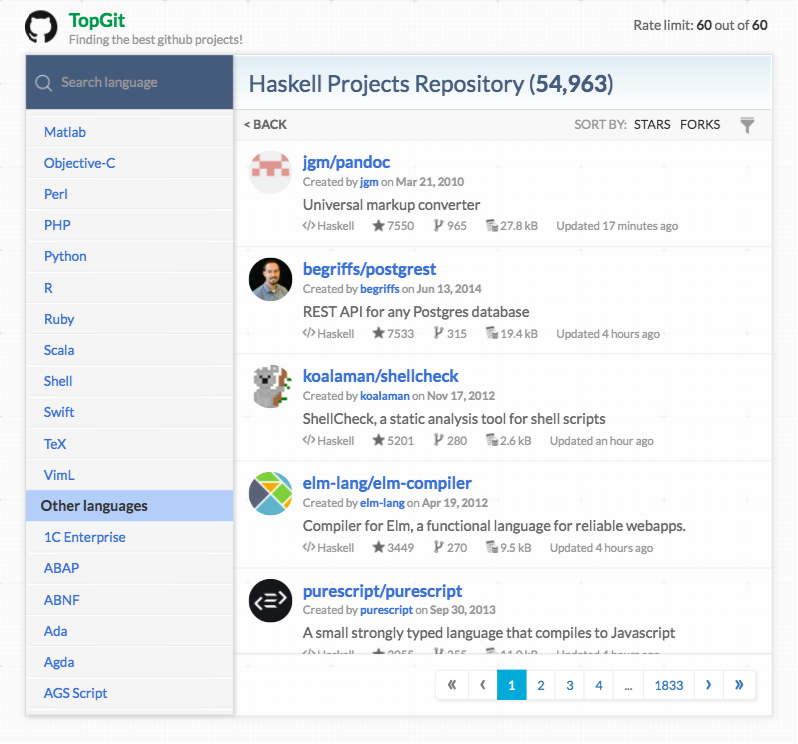 TopGit
Finding the best github projects!
Rate limit: 60 out of 60
Search language
Matlab
Objective-C
Perl
PHP
Python
R
Ruby
Scala
Shell
Swift
TeX
VimL
Other languages
1C Enterprise
ABAP
ABNF
Ada
Agda
AGS Script
Haskell Projects Repository (54,963)
< BACK SORT BY: STARS FORKS
jgm/pandoc
Created by jgm on Mar 21, 2010
Universal markup converter
</> Haskell 7550 965 27.8 kB Updated 17 minutes ago
begriffs/postgrest
Created by begriffs on Jun 13, 2014
REST API for any Postgres database
</> Haskell 7533 315 19.4 kB Updated 4 hours ago
koalaman/shellcheck
Created by koalaman on Nov 17, 2012
ShellCheck, a static analysis tool for shell scripts
</> Haskell 5201 280 2.6 kB Updated an hour ago
elm-lang/elm-compiler
Created by elm-lang on Apr 19, 2012
Compiler for Elm, a functional language for reliable webapps.
</> Haskell 3449 270 9.5 kB Updated 4 hours ago
purescript/purescript
Created by purescript on Sep 30, 2013
A small strongly typed language that compiles to Javascript
</> Haskell Updated 4 hours ago
« ‹ 1 2 3 4 ... 1833 › »